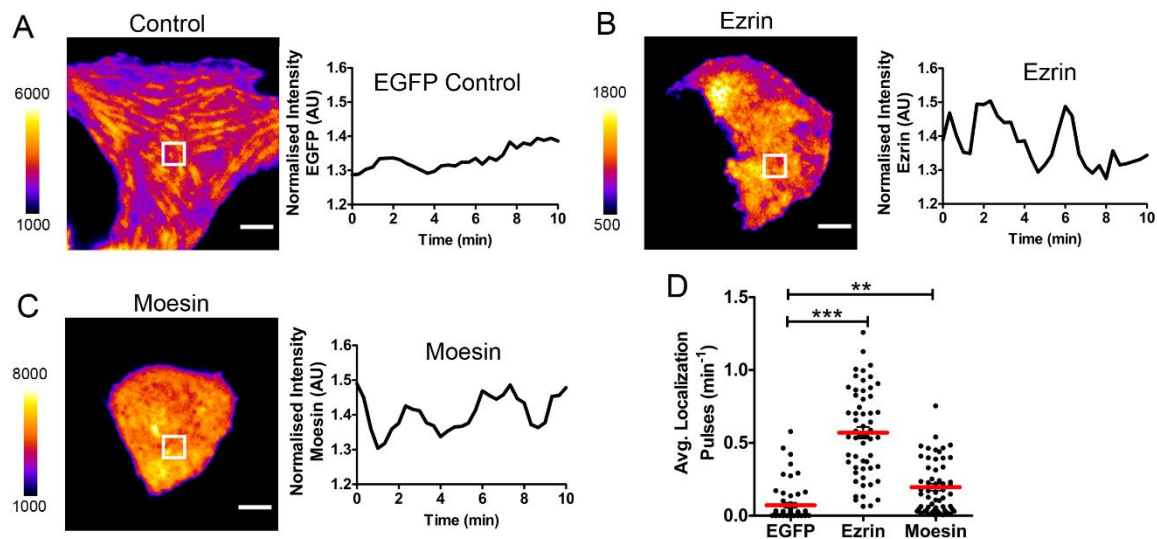 A
Control
6000
1000
Normalised Intensity
EGFP (AU)
1.6
1.5
1.4
1.3
1.2
EGFP Control
0 2 4 6 8 10
Time (min)
B
Ezrin
1800
500
Normalised Intensity
Ezrin (AU)
1.6
1.5
1.4
1.3
1.2
Ezrin
0 2 4 6 8 10
Time (min)
C
Moesin
8000
1000
Normalised Intensity
Moesin (AU)
1.6
1.5
1.4
1.3
1.2
Moesin
0 2 4 6 8 10
Time (min)
D
Avg. Localization
Pulses (min⁻¹)
1.5
1.0
0.5
0.0
**
***
EGFP Ezrin Moesin